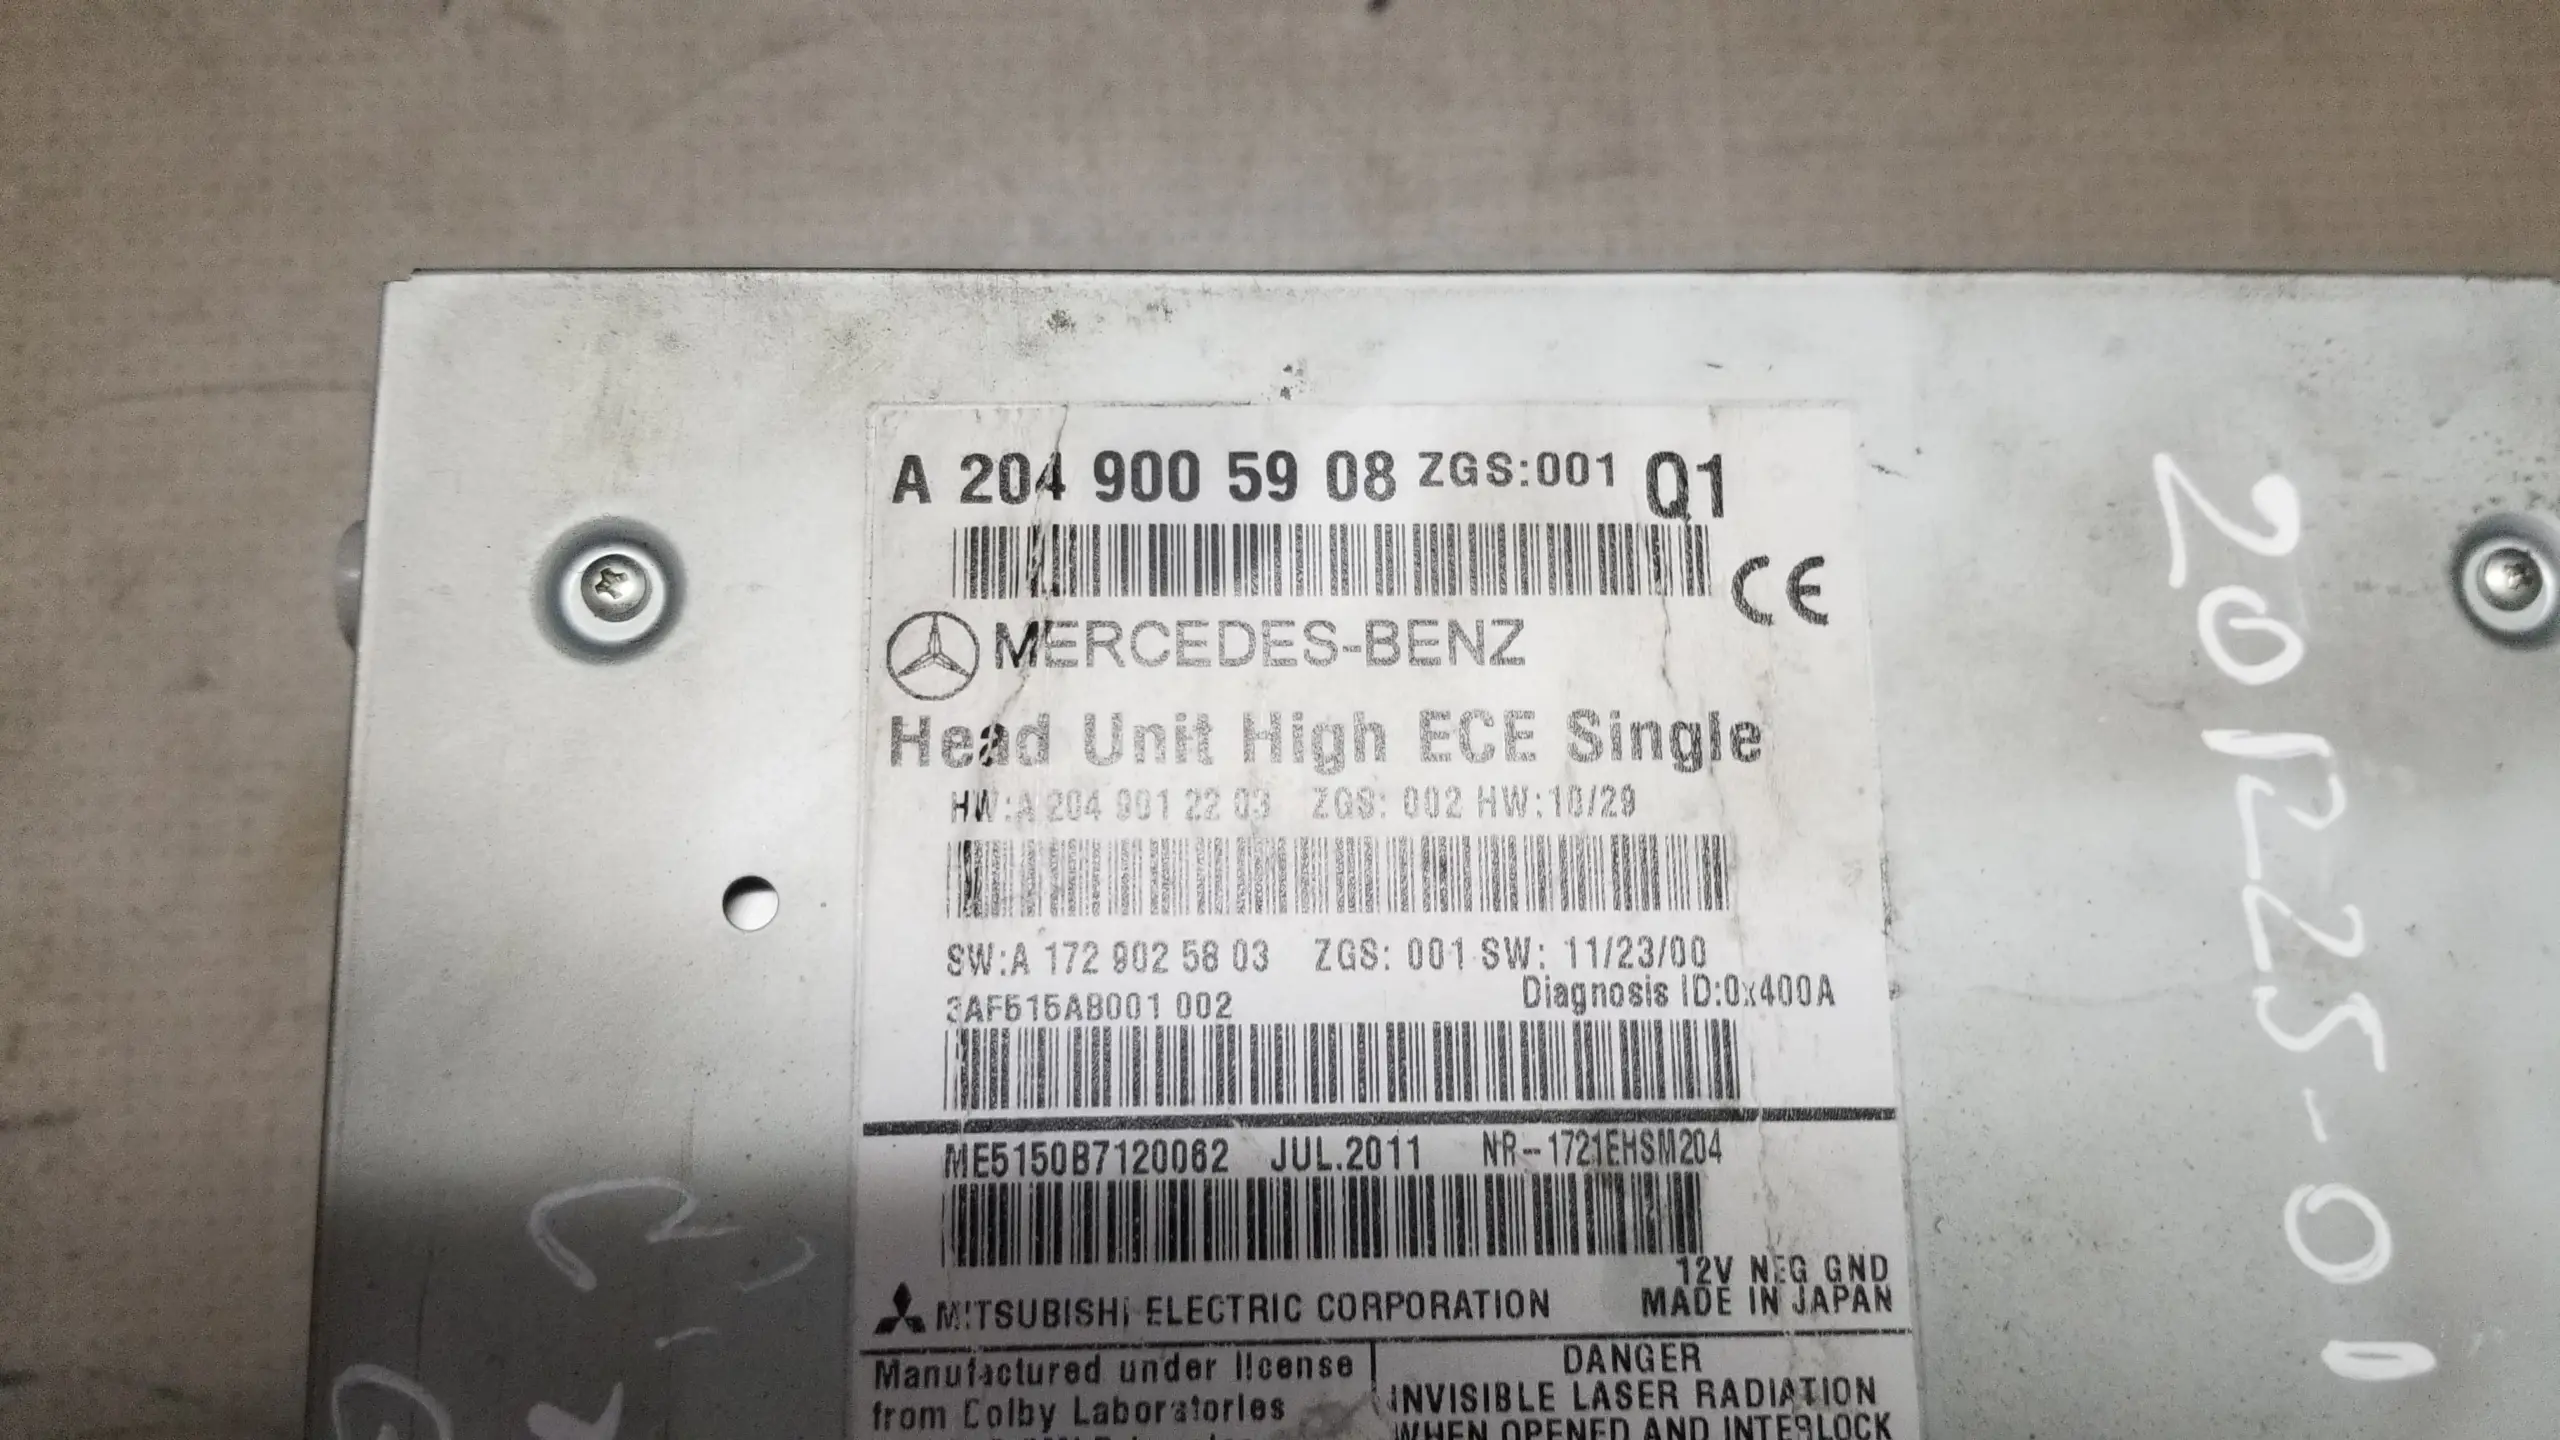 A 204 900 59 08 ZGS:001 Q1
CE
MERCEDES-BENZ
Head Unit High ECE Single
HW:A 204 901 22 03 ZGS: 002 HW:10/29
SW:A 172 902 58 03 ZGS: 001 SW: 11/23/00
3AF515AB001 002 Diagnosis ID:0x400A
ME5150B7120062 JUL.2011 NR-1721EHSM204
12V NEG GND
MITSUBISHI ELECTRIC CORPORATION MADE IN JAPAN
Manufactured under license
from Dolby Laboratories
DANGER
INVISIBLE LASER RADIATION
WHEN OPENED AND INTERLOCK
201225-01